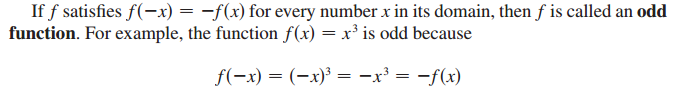 If f satisfies f(−x) = −f(x) for every number x in its domain, then f is called an odd
function. For example, the function f(x) = x³ is odd because
f(−x) = (−x)³ = −x³ = −f(x)